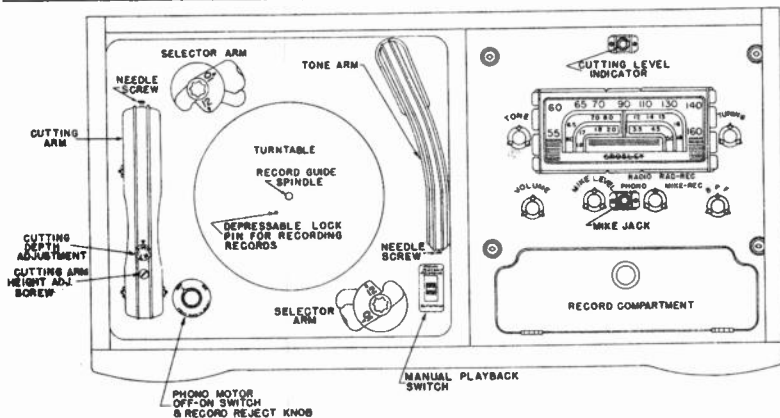 SELECTOR ARM
NEEDLE
SCREW
TONE ARM
CUTTING LEVEL
INDICATOR
CUTTING
ARM
TONE
TUNING
60 65 70 90 110 130 140
55 160
CROSLEY
TURNTABLE
RECORD GUIDE
SPINDLE
RADIO RAD-REC
MIKE LEVEL PHONO MIKE-REC
VOLUME
B.P.F
DEPRESSABLE LOCK
PIN FOR RECORDING
RECORDS
MIKE JACK
CUTTING
DEPTH
ADJUSTMENT
NEEDLE
SCREW
CUTTING ARM
HEIGHT ADJ.
SCREW
SELECTOR
ARM
RECORD COMPARTMENT
MANUAL PLAYBACK
SWITCH
PHONO MOTOR
OFF-ON SWITCH
& RECORD REJECT KNOB